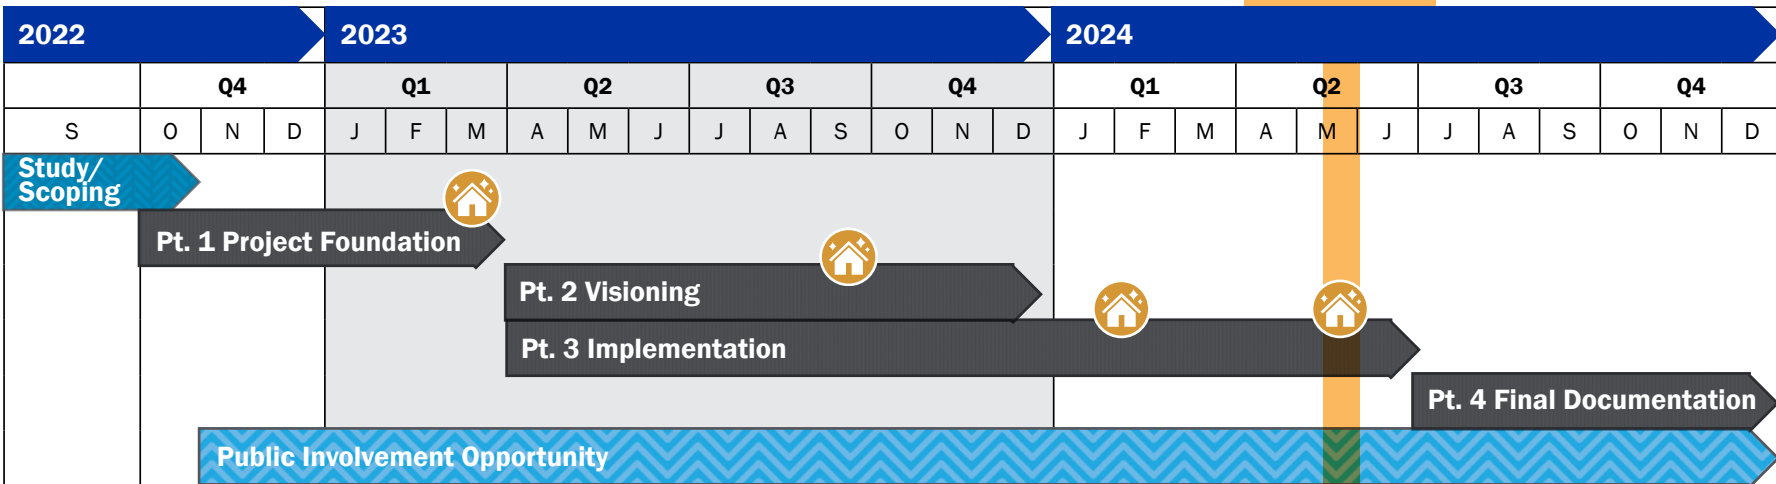 2022 2023 2024
Q4 Q1 Q2 Q3 Q4 Q1 Q2 Q3 Q4
S O N D J F M A M J J A S O N D J F M A M J J A S O N D
Study/
Scoping
Pt. 1 Project Foundation
Pt. 2 Visioning
Pt. 3 Implementation
Pt. 4 Final Documentation
Public Involvement Opportunity